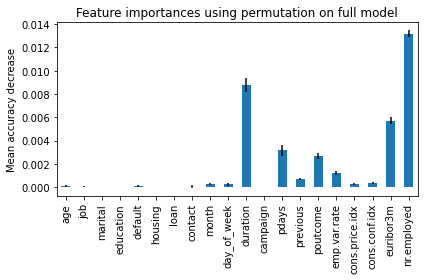 Feature importances using permutation on full model
Mean accuracy decrease
0.014
0.012
0.010
0.008
0.006
0.004
0.002
0.000
age
job
marital
education
default
housing
loan
contact
month
day_of_week
duration
campaign
pdays
previous
poutcome
emp.var.rate
cons.price.idx
cons.conf.idx
euribor3m
nr.employed